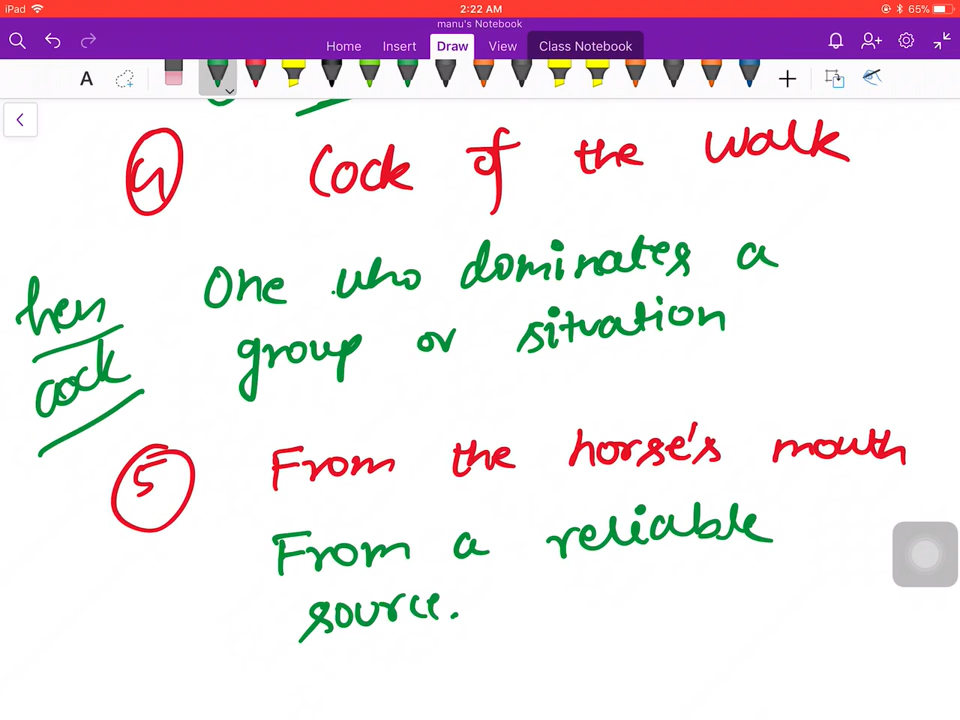 iPad 2:22 AM 65%
manu's Notebook
Home Insert Draw View Class Notebook
A
4 Cock of the walk
One who dominates a
hen group or situation
cock
5 From the horse's mouth
From a reliable
source.